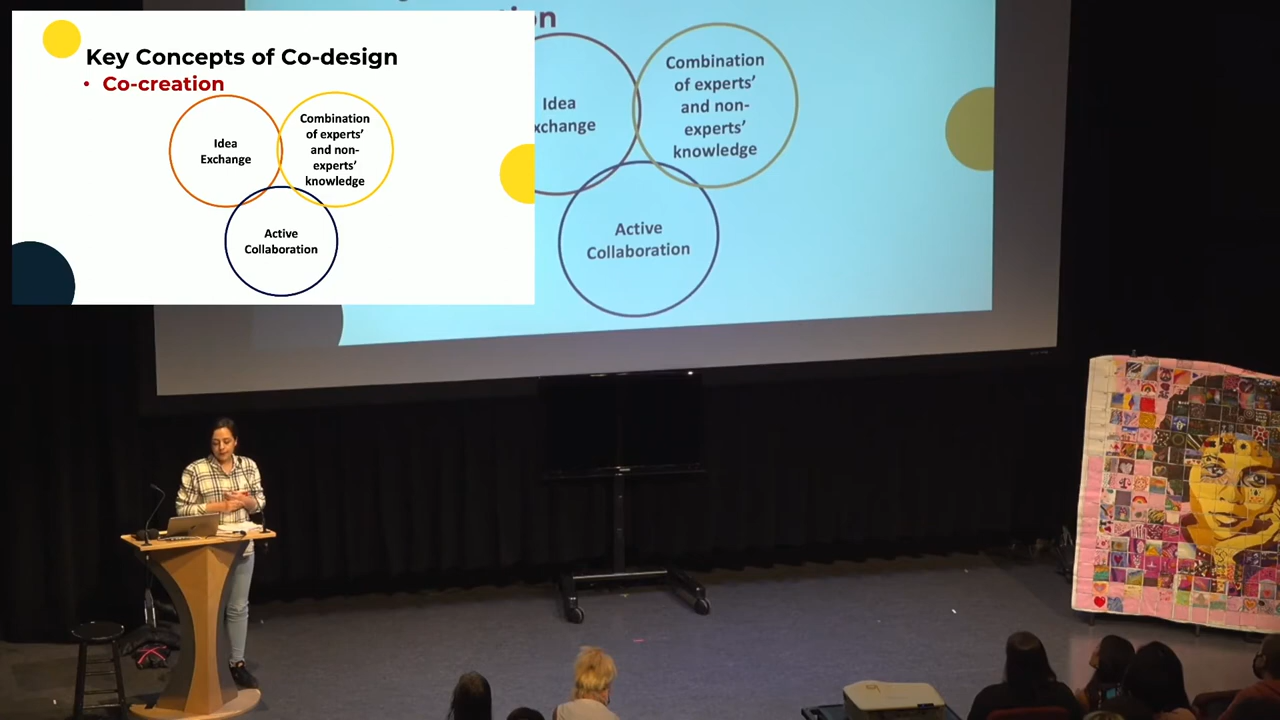 Key Concepts of Co-design
• Co-creation
Idea
Exchange
Combination
of experts’
and non-
experts’
knowledge
Active
Collaboration
on
Idea
xchange
Combination
of experts’
and non-
experts’
knowledge
Active
Collaboration